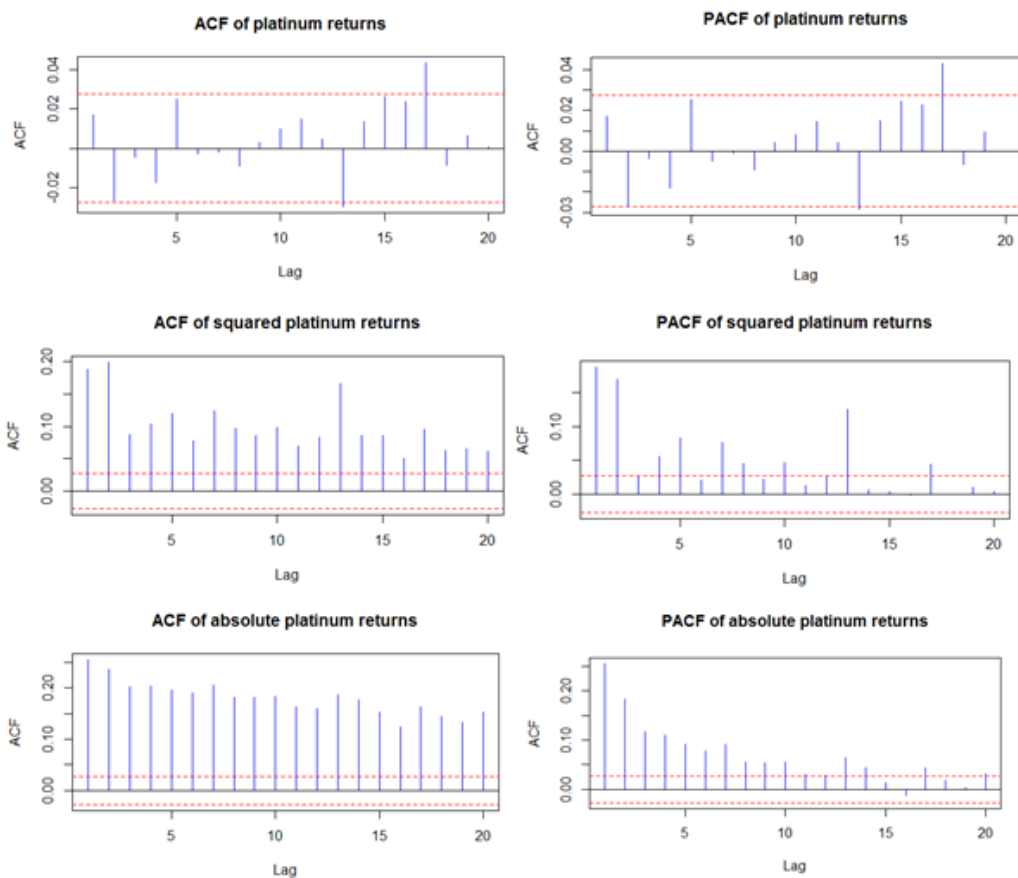 ACF of platinum returns
ACF
0.04
0.02
-0.02
5
10
15
20
Lag
PACF of platinum returns
ACF
0.04
0.02
0.00
-0.03
5
10
15
20
Lag
ACF of squared platinum returns
ACF
0.20
0.10
0.00
5
10
15
20
Lag
PACF of squared platinum returns
ACF
0.10
0.00
5
10
15
20
Lag
ACF of absolute platinum returns
ACF
0.20
0.10
0.00
5
10
15
20
Lag
PACF of absolute platinum returns
ACF
0.20
0.10
0.00
5
10
15
20
Lag